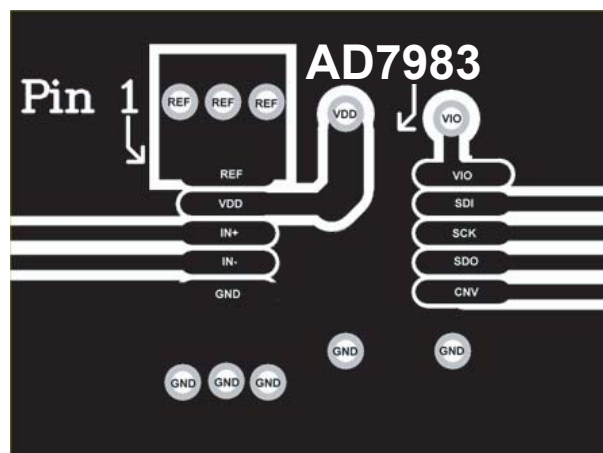 AD7983
Pin 1
REF REF REF
VDD
VIO
REF
VDD
IN+
IN-
GND
VIO
SDI
SCK
SDO
CNV
GND
GND
GND GND GND